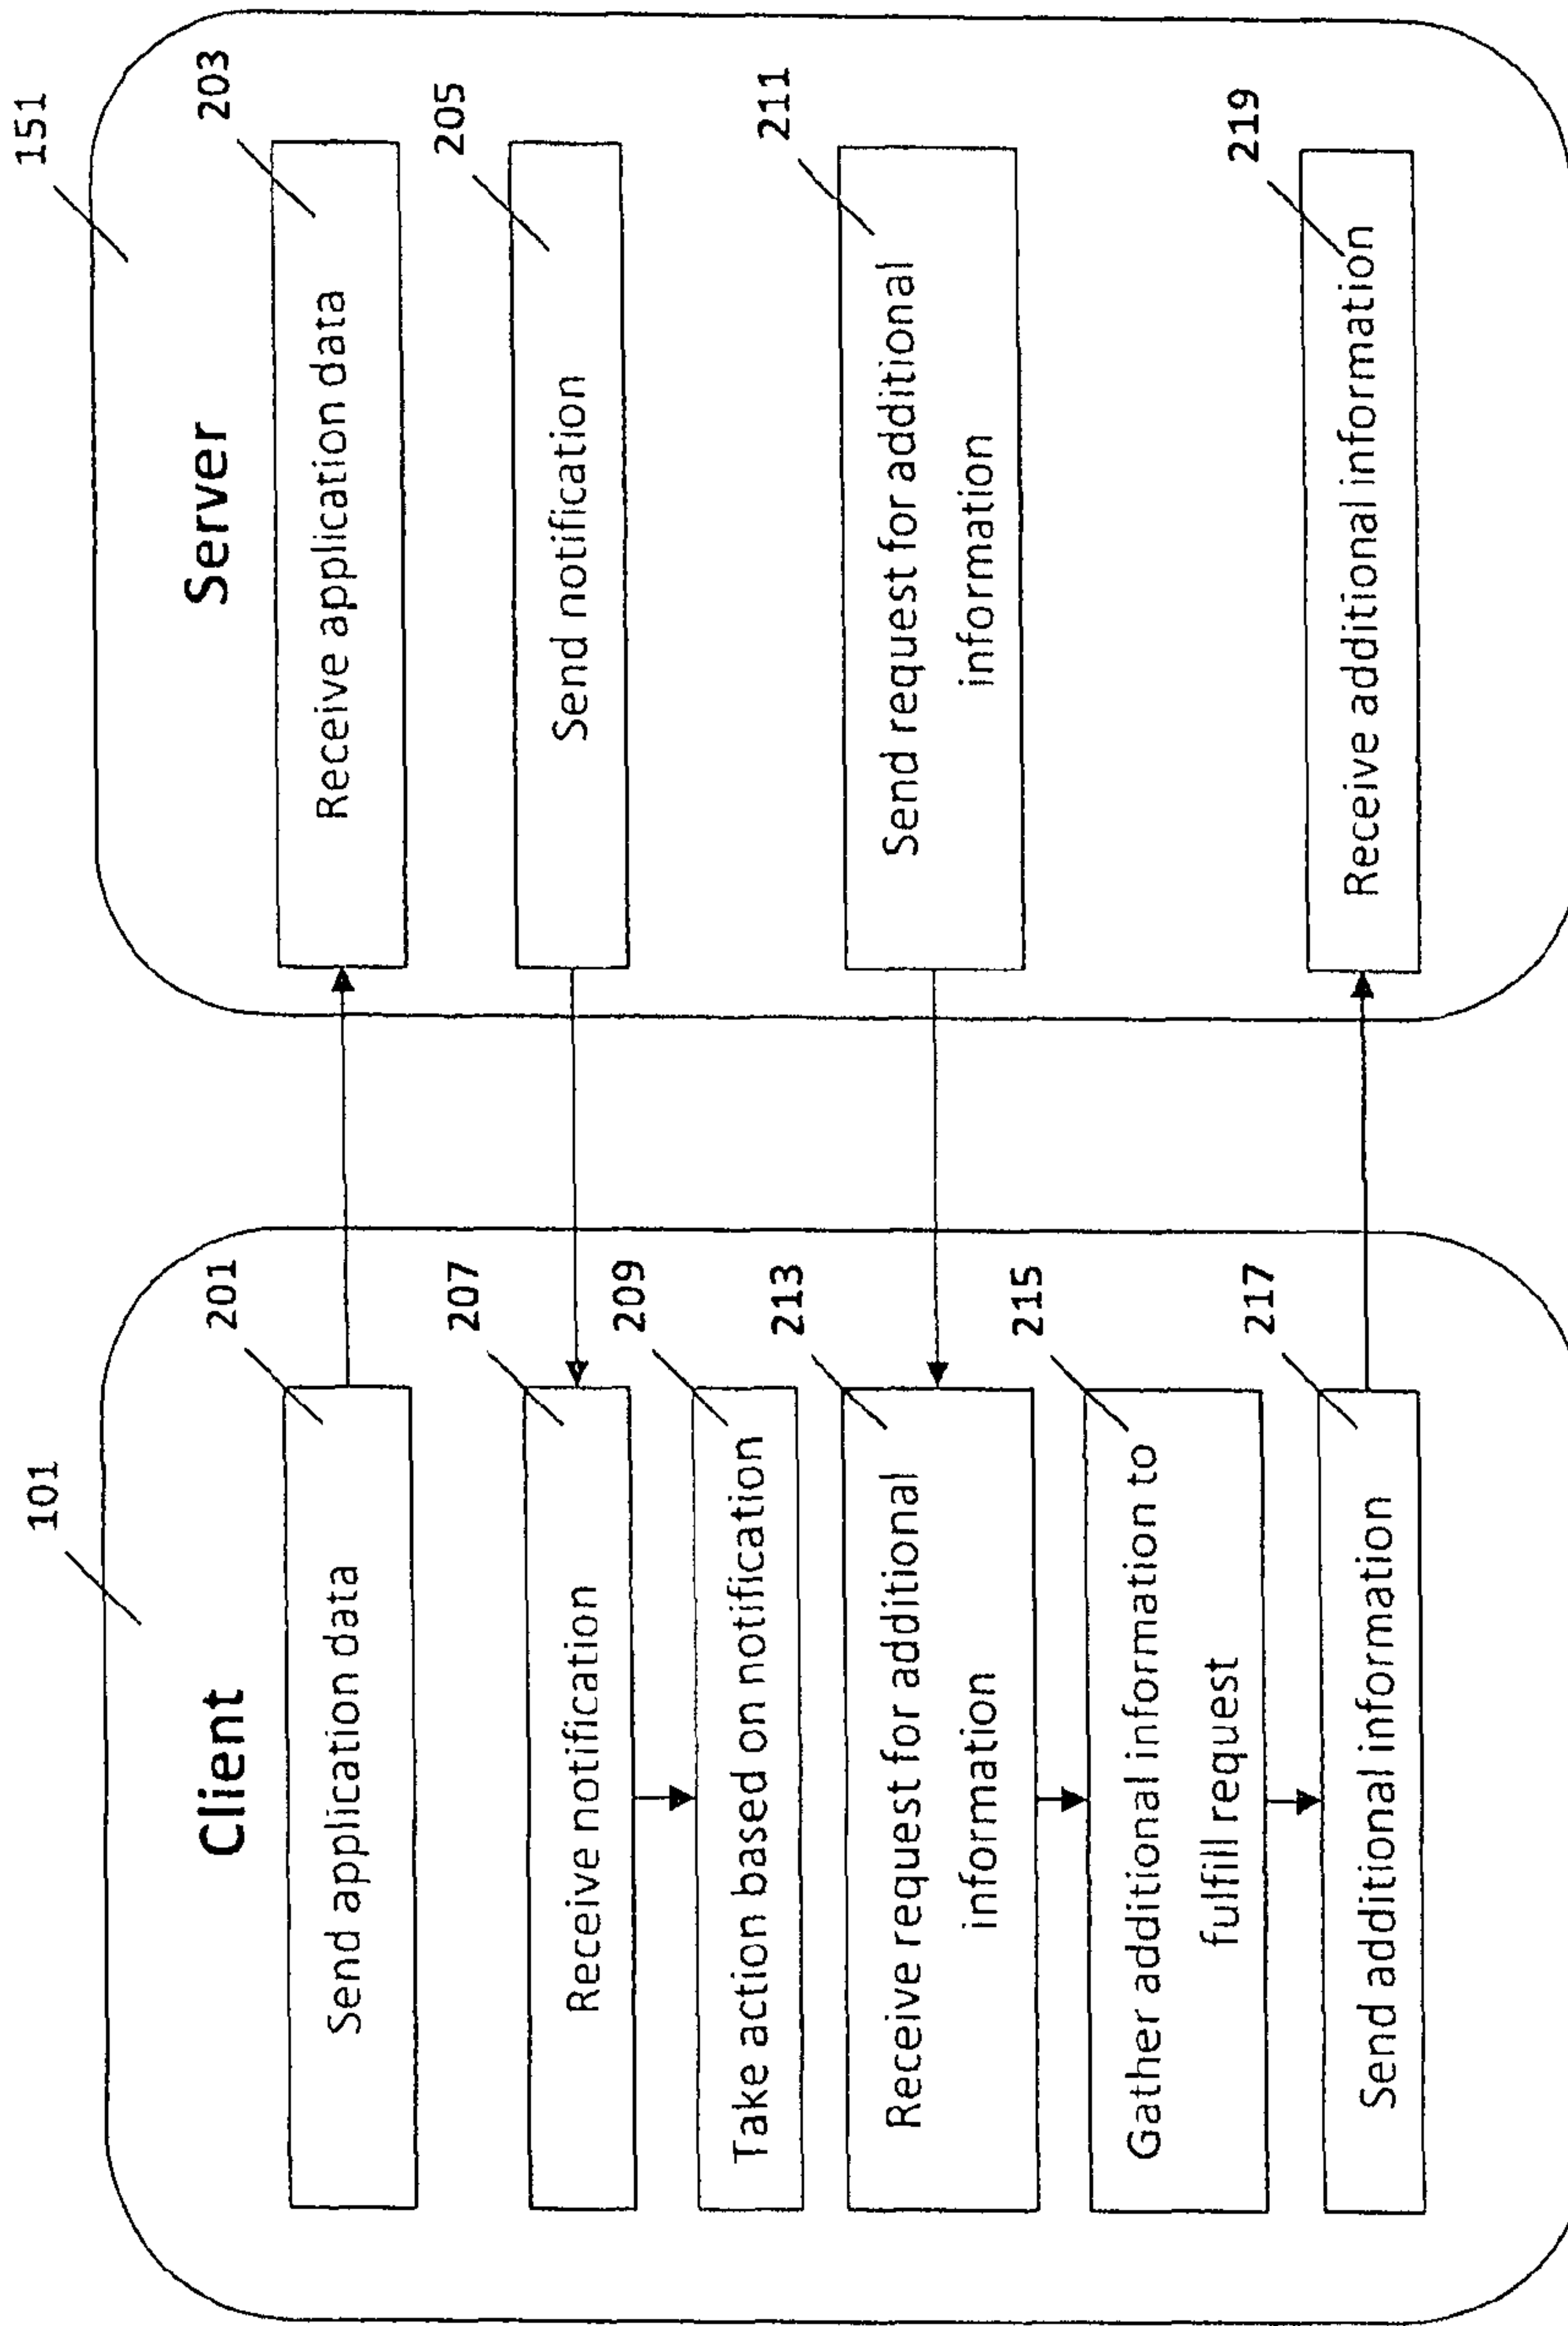 101
Client
201
Send application data
207
Receive notification
209
Take action based on notification
213
Receive request for additional
information
215
Gather additional information to
fulfill request
217
Send additional information
151
Server
203
Receive application data
205
Send notification
211
Send request for additional
information
219
Receive additional information